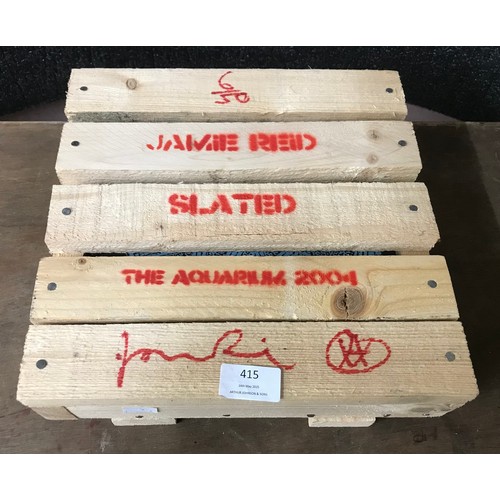 6/50
JAMIE REID
SLATED
THE AQUARIUM 2004
415